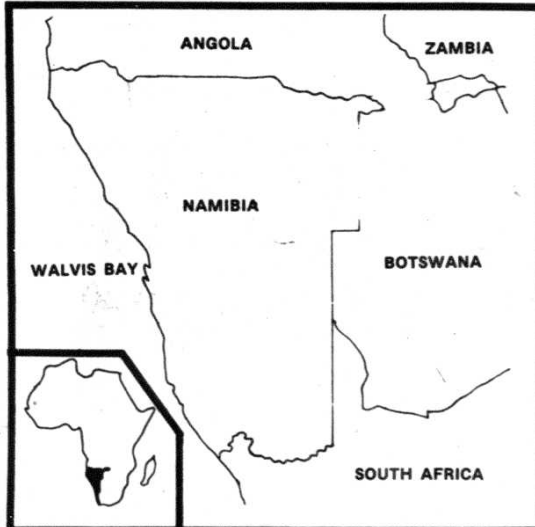 ANGOLA
ZAMBIA
NAMIBIA
WALVIS BAY
BOTSWANA
SOUTH AFRICA